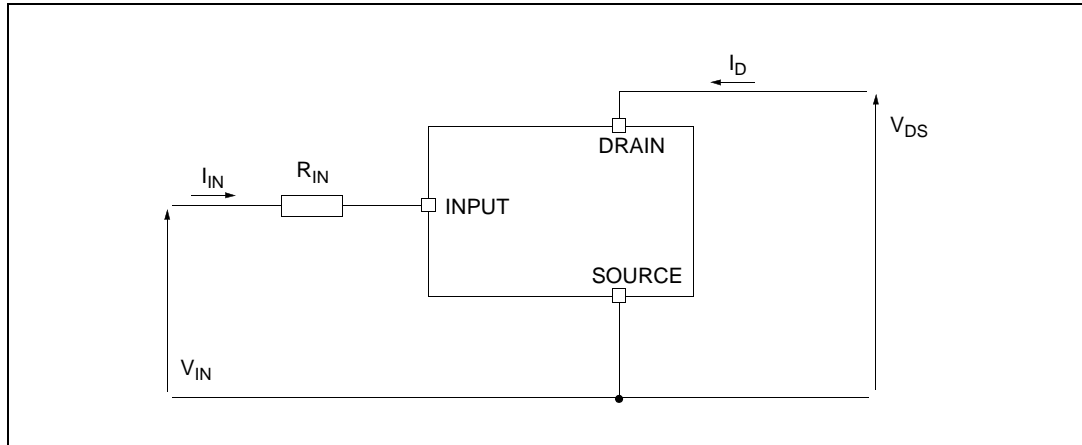 I_D
V_DS
DRAIN
R_IN
I_IN
INPUT
SOURCE
V_IN